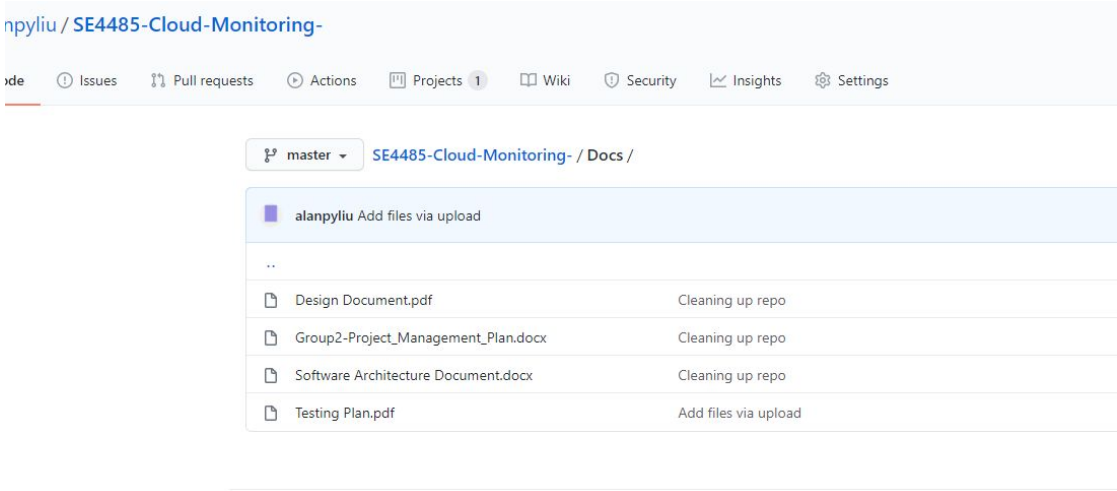 npyliu / SE4485-Cloud-Monitoring-
ode Issues Pull requests Actions Projects 1 Wiki Security Insights Settings
master SE4485-Cloud-Monitoring- / Docs /
alanpyliu Add files via upload
..
Design Document.pdf Cleaning up repo
Group2-Project_Management_Plan.docx Cleaning up repo
Software Architecture Document.docx Cleaning up repo
Testing Plan.pdf Add files via upload